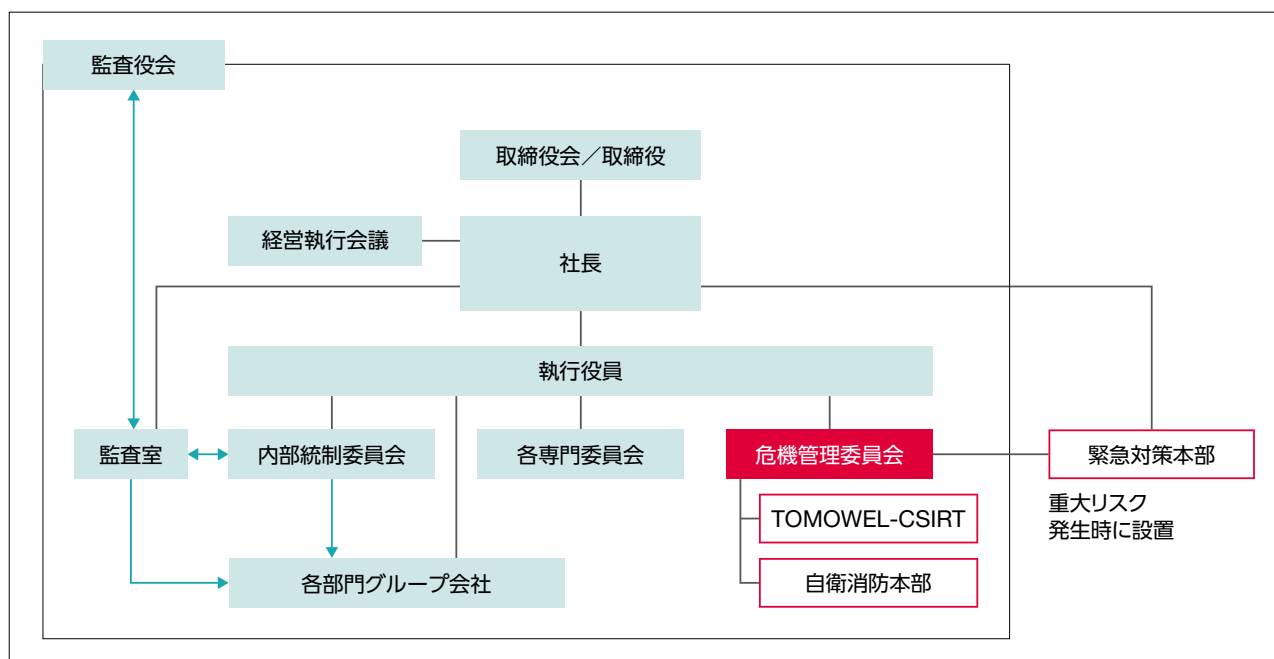 監査役会
取締役会／取締役
経営執行会議
社長
執行役員
監査室
内部統制委員会
各専門委員会
危機管理委員会
緊急対策本部
重大リスク
発生時に設置
TOMOWEL-CSIRT
各部門グループ会社
自衛消防本部